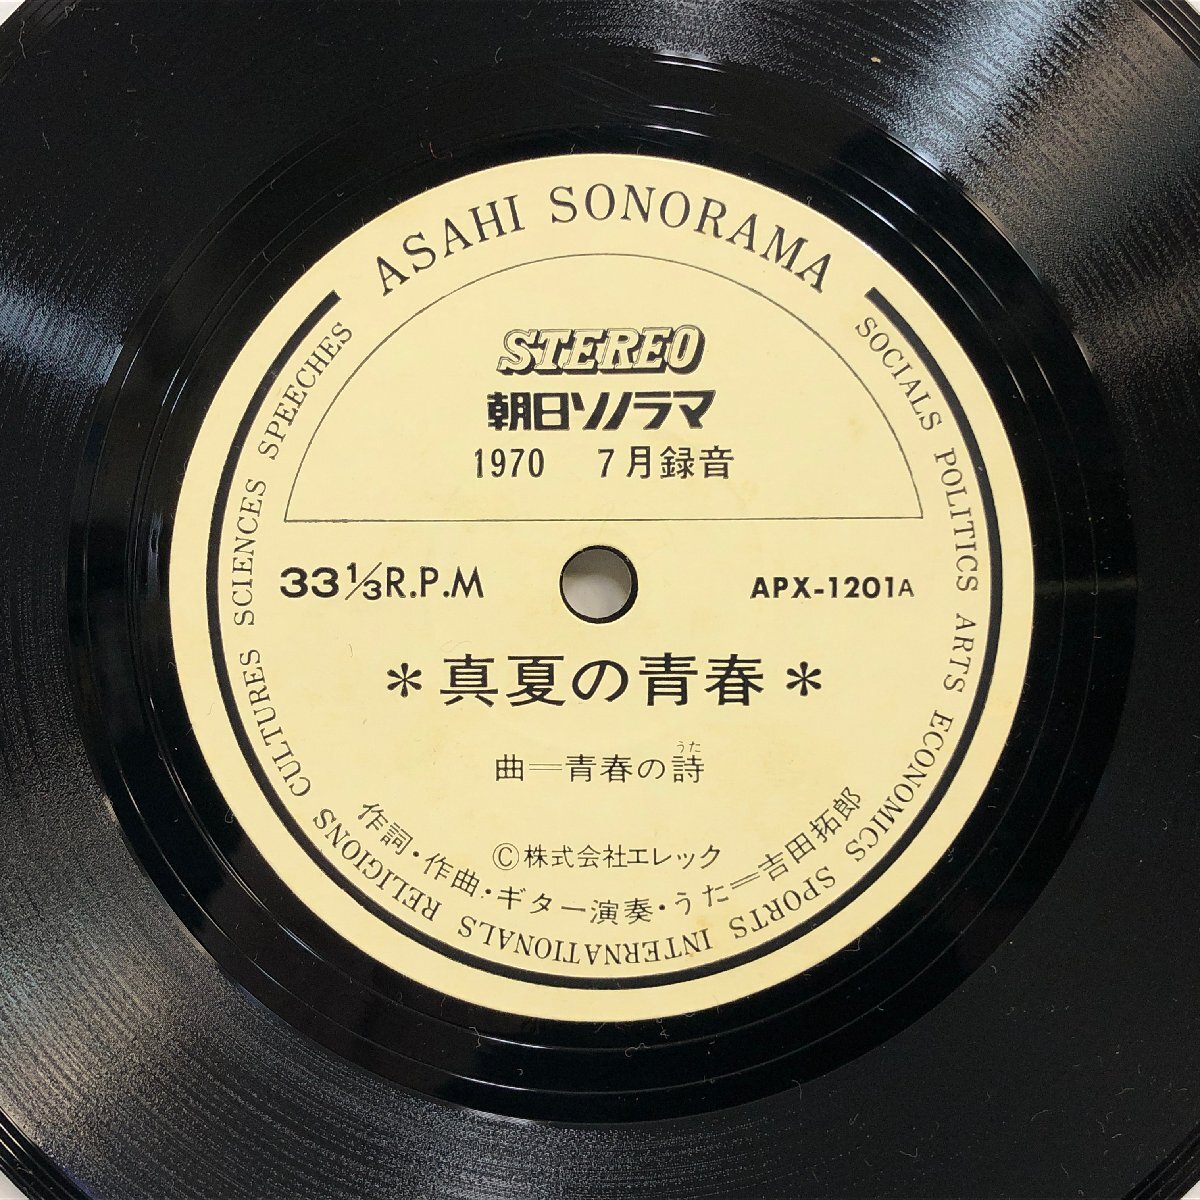 ASAHI SONORAMA
STEREO
朝日ソノラマ
1970 7月録音
33 1/3 R.P.M
APX-1201A
＊真夏の青春＊
うた
曲＝青春の詩
Ⓒ株式会社エレック
作詞・作曲・ギター演奏・うた＝吉田拓郎
SOCIALS POLITICS ARTS ECONOMICS SPORTS INTERNATIONALS RELIGIONS CULTURES SCIENCES SPEECHES